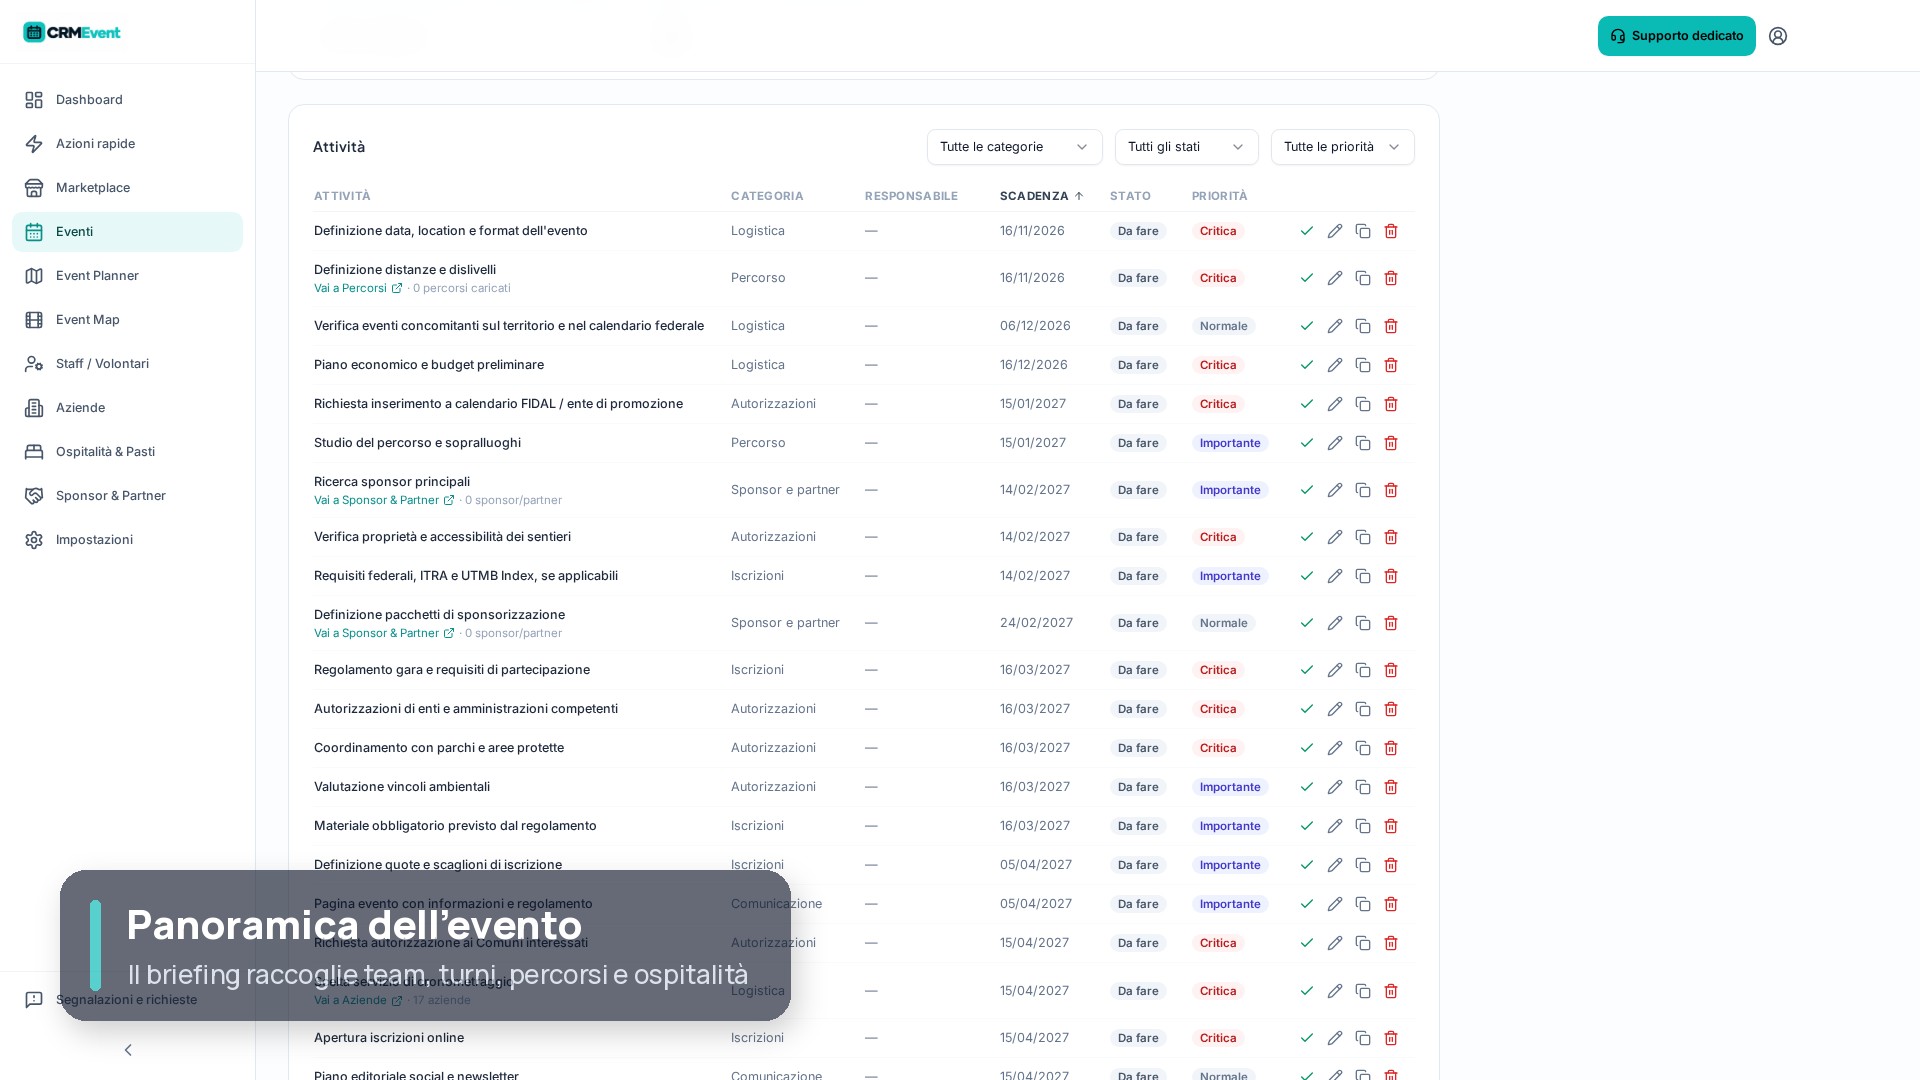 CRMEvent
Supporto dedicato
Dashboard
Azioni rapide
Marketplace
Eventi
Event Planner
Event Map
Staff / Volontari
Aziende
Ospitalità & Pasti
Sponsor & Partner
Impostazioni
Segnalazioni e richieste
Attività
Tutte le categorie
Tutti gli stati
Tutte le priorità
ATTIVITÀ CATEGORIA RESPONSABILE SCADENZA ↑ STATO PRIORITÀ
Definizione data, location e format dell'evento Logistica — 16/11/2026 Da fare Critica
Definizione distanze e dislivelli Percorso — 16/11/2026 Da fare Critica
Vai a Percorsi · 0 percorsi caricati
Verifica eventi concomitanti sul territorio e nel calendario federale Logistica — 06/12/2026 Da fare Normale
Piano economico e budget preliminare Logistica — 16/12/2026 Da fare Critica
Richiesta inserimento a calendario FIDAL / ente di promozione Autorizzazioni — 15/01/2027 Da fare Critica
Studio del percorso e sopralluoghi Percorso — 15/01/2027 Da fare Importante
Ricerca sponsor principali Sponsor e partner — 14/02/2027 Da fare Importante
Vai a Sponsor & Partner · 0 sponsor/partner
Verifica proprietà e accessibilità dei sentieri Autorizzazioni — 14/02/2027 Da fare Critica
Requisiti federali, ITRA e UTMB Index, se applicabili Iscrizioni — 14/02/2027 Da fare Importante
Definizione pacchetti di sponsorizzazione Sponsor e partner — 24/02/2027 Da fare Normale
Vai a Sponsor & Partner · 0 sponsor/partner
Regolamento gara e requisiti di partecipazione Iscrizioni — 16/03/2027 Da fare Critica
Autorizzazioni di enti e amministrazioni competenti Autorizzazioni — 16/03/2027 Da fare Critica
Coordinamento con parchi e aree protette Autorizzazioni — 16/03/2027 Da fare Critica
Valutazione vincoli ambientali Autorizzazioni — 16/03/2027 Da fare Importante
Materiale obbligatorio previsto dal regolamento Iscrizioni — 16/03/2027 Da fare Importante
Definizione quote e scaglioni di iscrizione Iscrizioni — 05/04/2027 Da fare Importante
Pagina evento con informazioni e regolamento Comunicazione — 05/04/2027 Da fare Importante
Richiesta autorizzazione ai Comuni interessati Autorizzazioni — 15/04/2027 Da fare Critica
Scelta servizio di cronometraggio Logistica — 15/04/2027 Da fare Critica
Vai a Aziende · 17 aziende
Apertura iscrizioni online Iscrizioni — 15/04/2027 Da fare Critica
Piano editoriale social e newsletter Comunicazione — 15/04/2027 Da fare Normale
Panoramica dell'evento
Il briefing raccoglie team, turni, percorsi e ospitalità